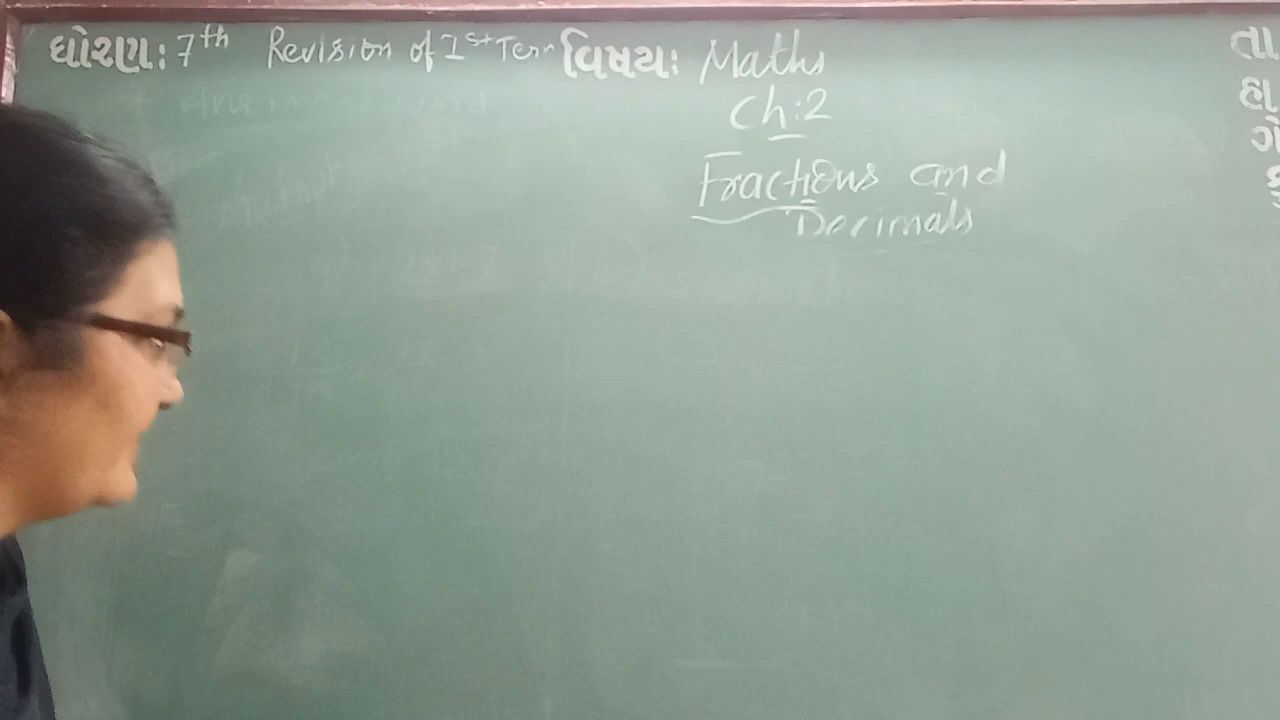 ધોરણ: 7th Revision of 1st Term વિષય: Maths
Ch:2
Fractions and
Decimals
તા
હા